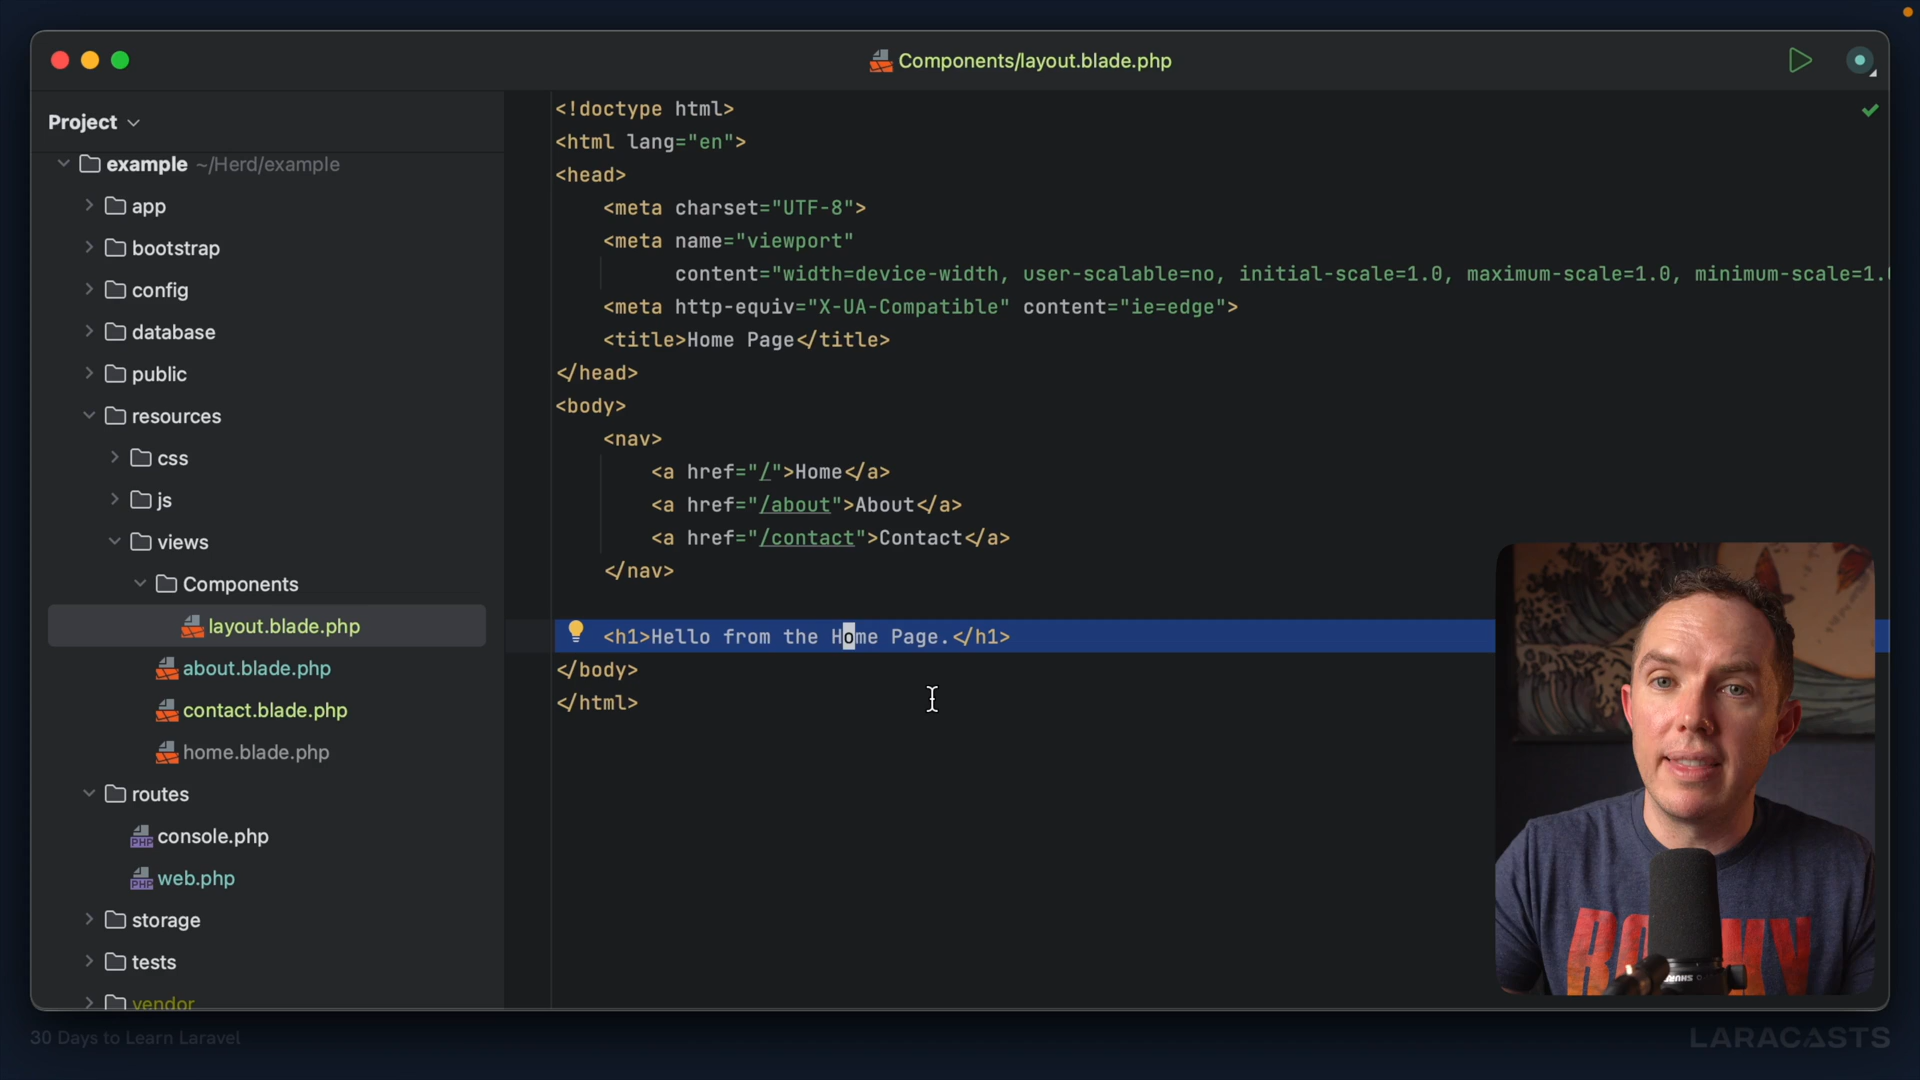 Components/layout.blade.php
Project
example ~/Herd/example
app
bootstrap
config
database
public
resources
css
js
views
Components
layout.blade.php
about.blade.php
contact.blade.php
home.blade.php
routes
console.php
web.php
storage
tests
vendor
<!doctype html>
<html lang="en">
<head>
<meta charset="UTF-8">
<meta name="viewport"
content="width=device-width, user-scalable=no, initial-scale=1.0, maximum-scale=1.0, minimum-scale=1.
<meta http-equiv="X-UA-Compatible" content="ie=edge">
<title>Home Page</title>
</head>
<body>
<nav>
<a href="/">Home</a>
<a href="/about">About</a>
<a href="/contact">Contact</a>
</nav>
<h1>Hello from the Home Page.</h1>
</body>
</html>
30 Days to Learn Laravel
LARACASTS